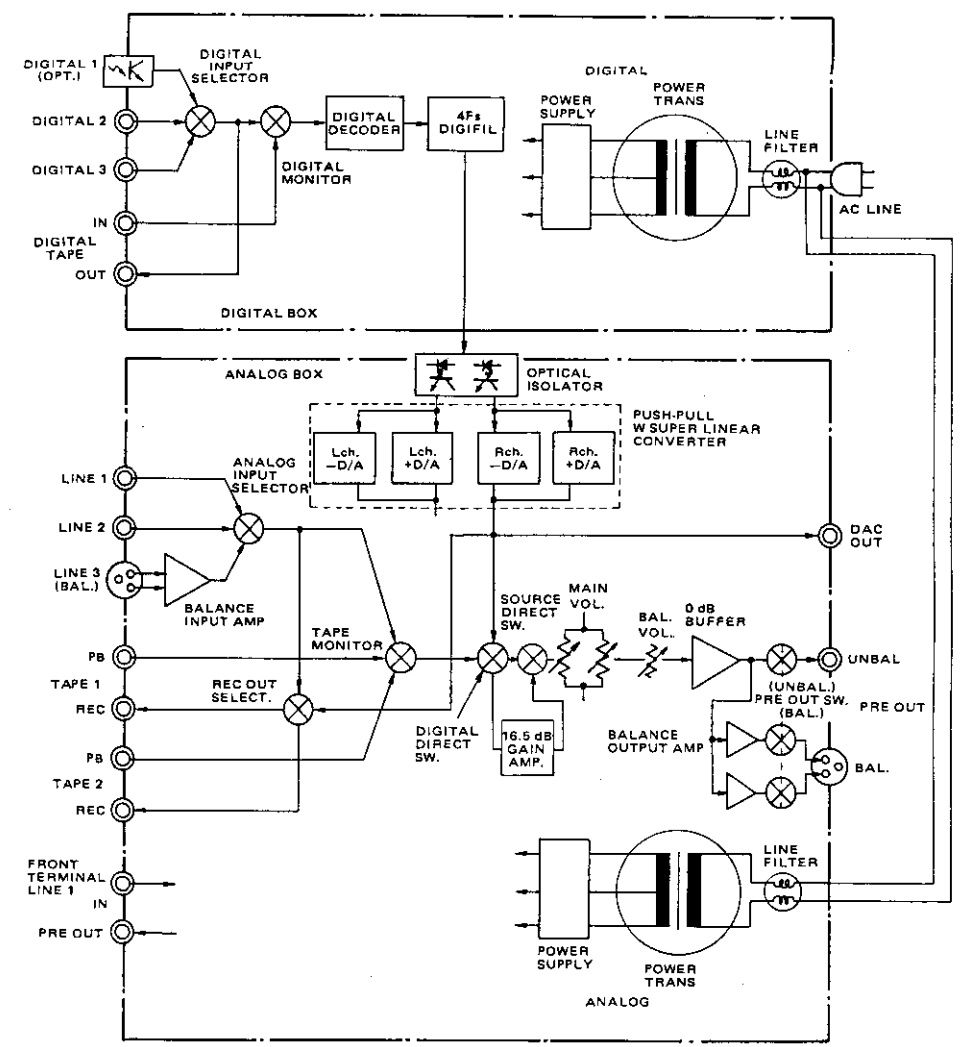 DIGITAL 1
(OPT.)
DIGITAL
INPUT
SELECTOR
DIGITAL 2
DIGITAL 3
IN
DIGITAL
TAPE
OUT
DIGITAL
MONITOR
DIGITAL
DECODER
4Fs
DIGIFIL
DIGITAL
POWER
SUPPLY
POWER
TRANS
LINE
FILTER
AC LINE
DIGITAL BOX
ANALOG BOX
OPTICAL
ISOLATOR
PUSH-PULL
W SUPER LINEAR
CONVERTER
Lch.
—D/A
Lch.
+D/A
Rch.
—D/A
Rch.
+D/A
ANALOG
INPUT
SELECTOR
LINE 1
LINE 2
LINE 3
(BAL.)
BALANCE
INPUT AMP
DAC
OUT
SOURCE
DIRECT
SW.
MAIN
VOL.
BAL.
VOL.
0 dB
BUFFER
TAPE
MONITOR
PB
TAPE 1
REC
REC OUT
SELECT.
PB
TAPE 2
REC
DIGITAL
DIRECT
SW.
16.5 dB
GAIN
AMP.
UNBAL
(UNBAL.)
PRE OUT SW.
(BAL.)
PRE OUT
BALANCE
OUTPUT AMP
BAL.
FRONT
TERMINAL
LINE 1
IN
PRE OUT
POWER
SUPPLY
POWER
TRANS
LINE
FILTER
ANALOG